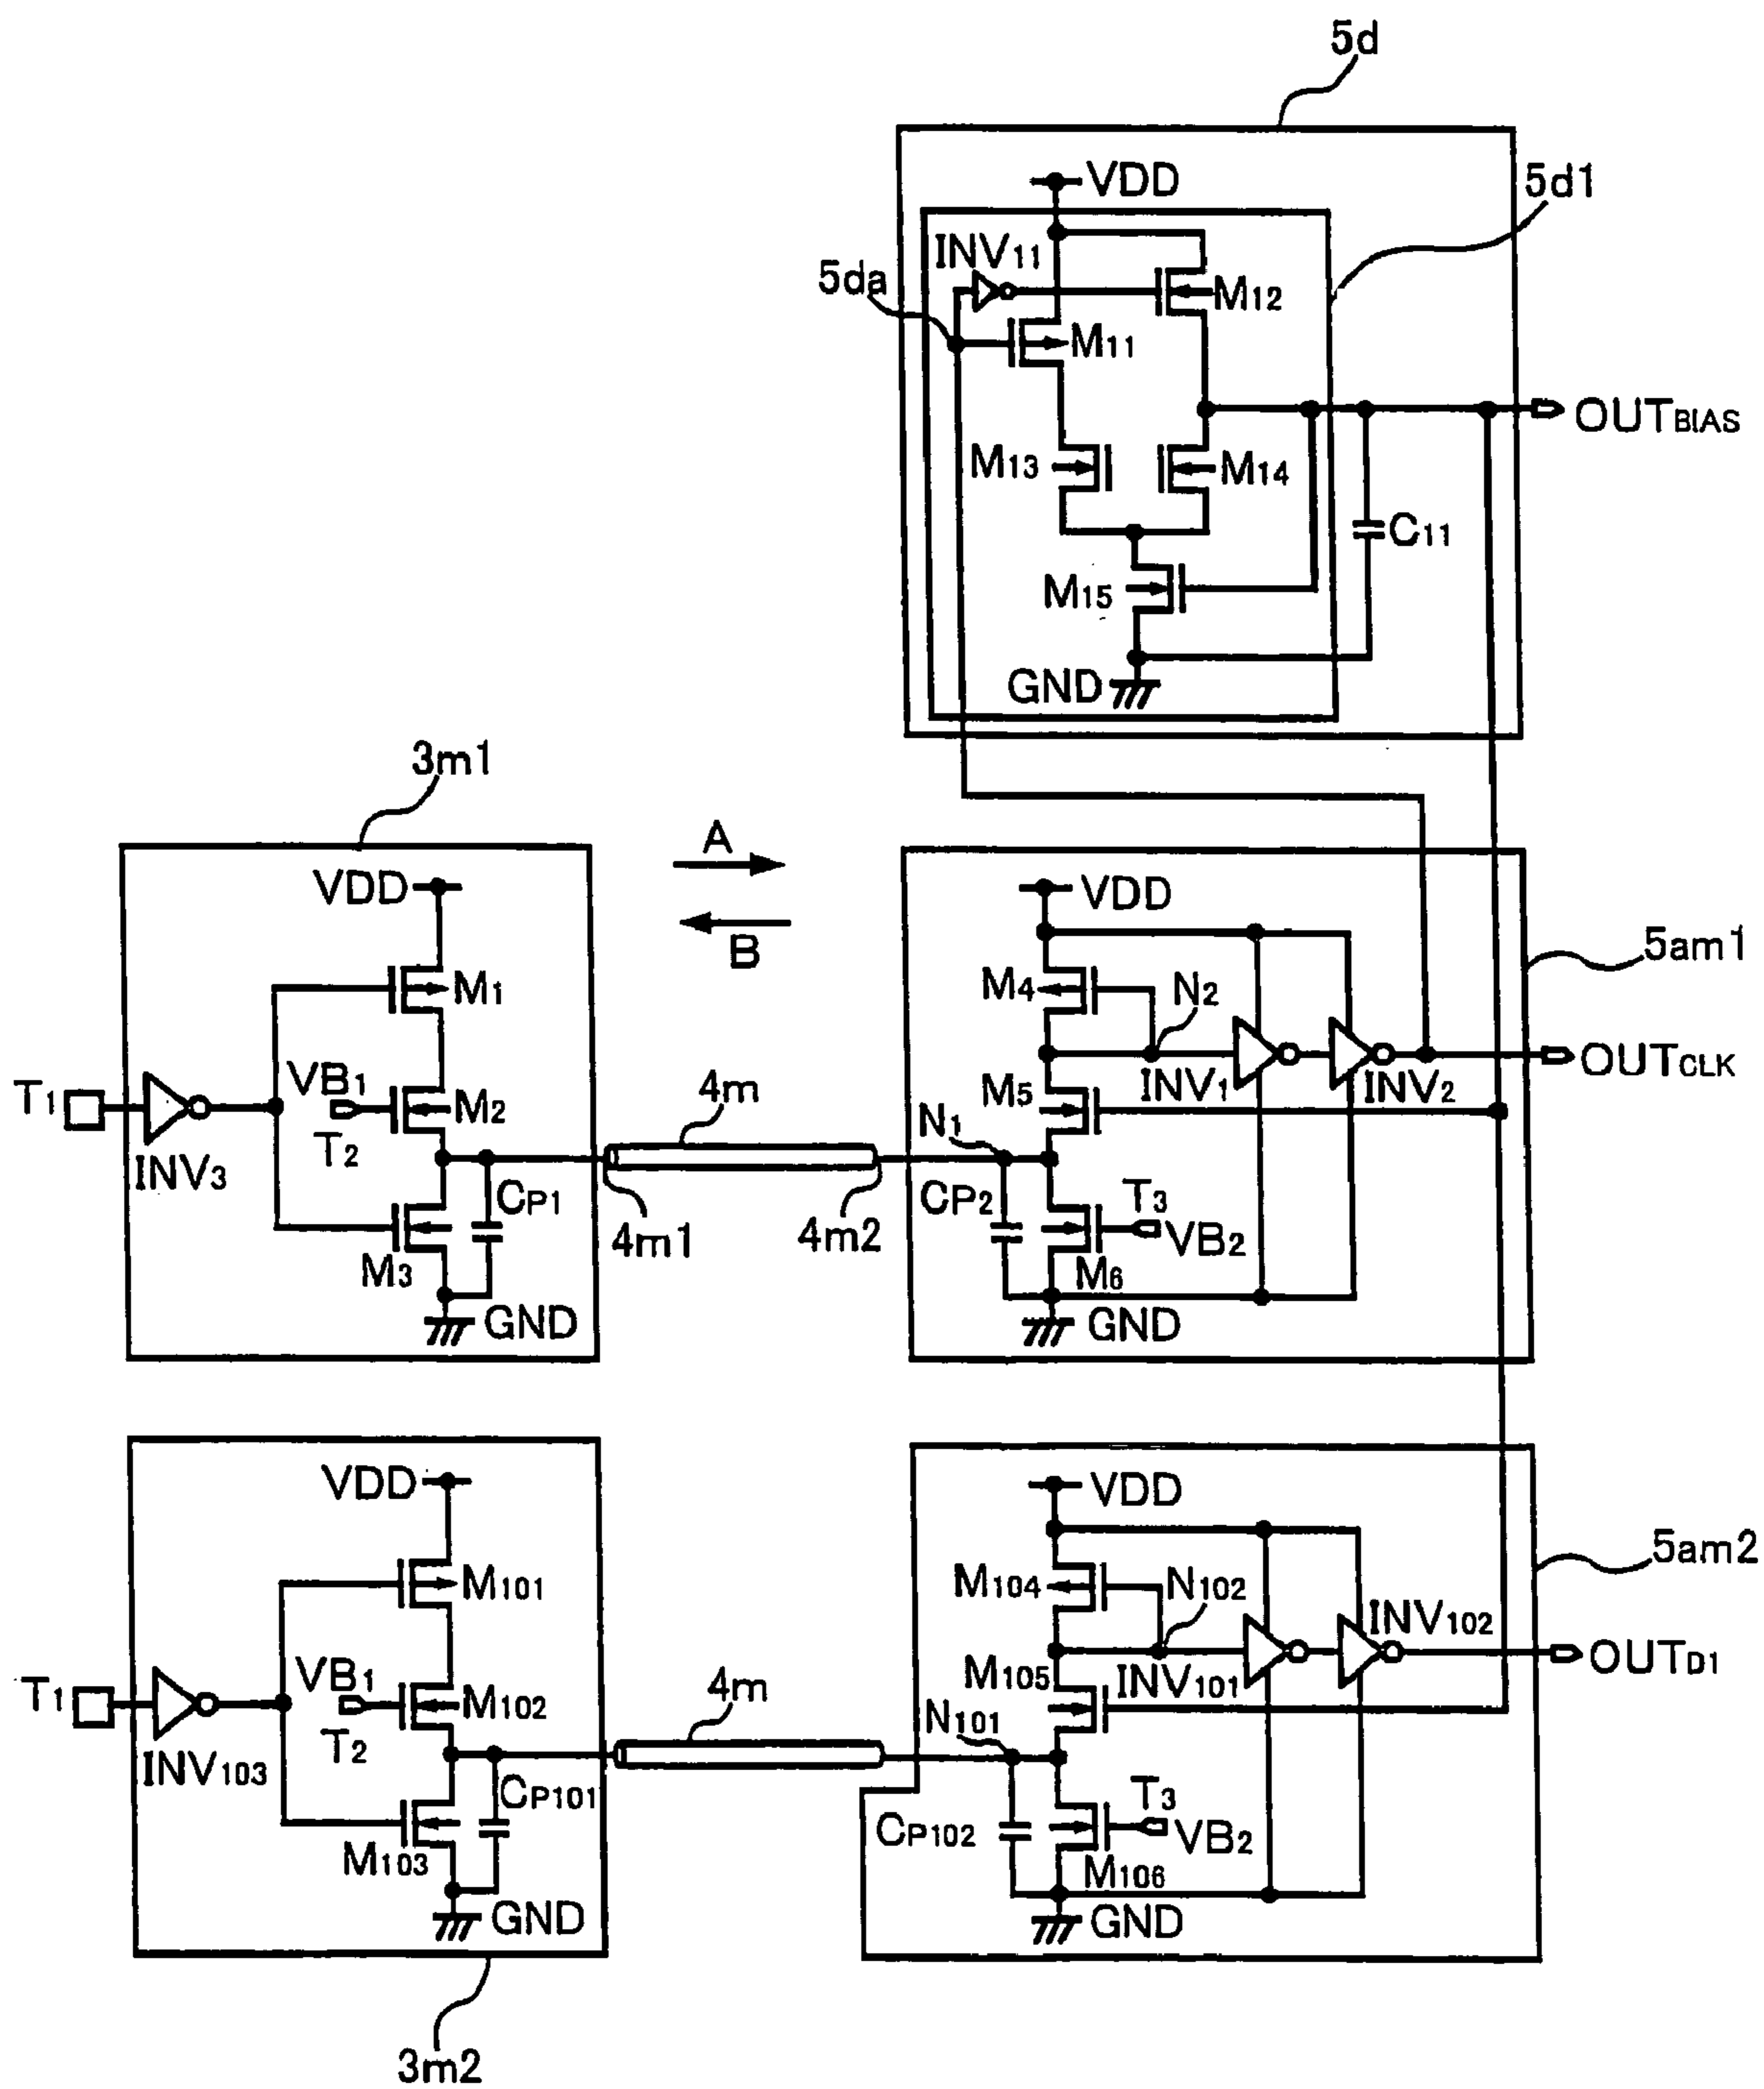 5d
VDD
5d1
INV11
5da
M12
M11
OUTBIAS
M13
M14
C11
M15
GND
3m1
A
B
VDD
VDD
5am1
M1
M4
N2
VB1
M2
M5
INV1
INV2
OUTCLK
T1
T2
4m
N1
INV3
CP1
CP2
T3
4m1
4m2
VB2
M3
M6
GND
GND
VDD
VDD
5am2
M101
M104
N102
INV102
VB1
M102
M105
INV101
OUTD1
T1
T2
4m
N101
INV103
CP101
CP102
T3
VB2
M103
M106
GND
GND
3m2